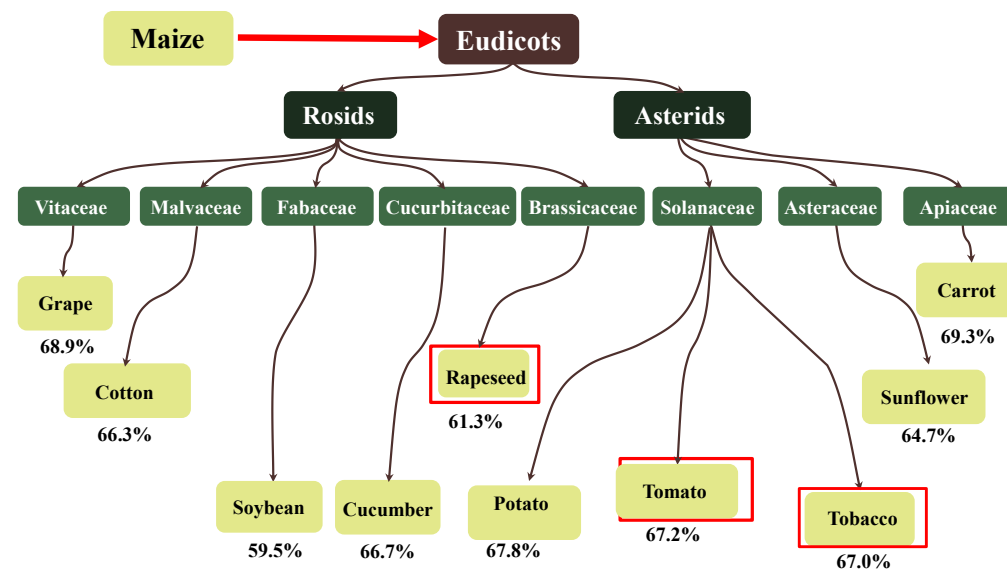 Maize
Eudicots
Rosids
Asterids
Vitaceae
Malvaceae
Fabaceae
Cucurbitaceae
Brassicaceae
Solanaceae
Asteraceae
Apiaceae
Grape
68.9%
Carrot
69.3%
Cotton
66.3%
Rapeseed
61.3%
Sunflower
64.7%
Soybean
59.5%
Cucumber
66.7%
Potato
67.8%
Tomato
67.2%
Tobacco
67.0%